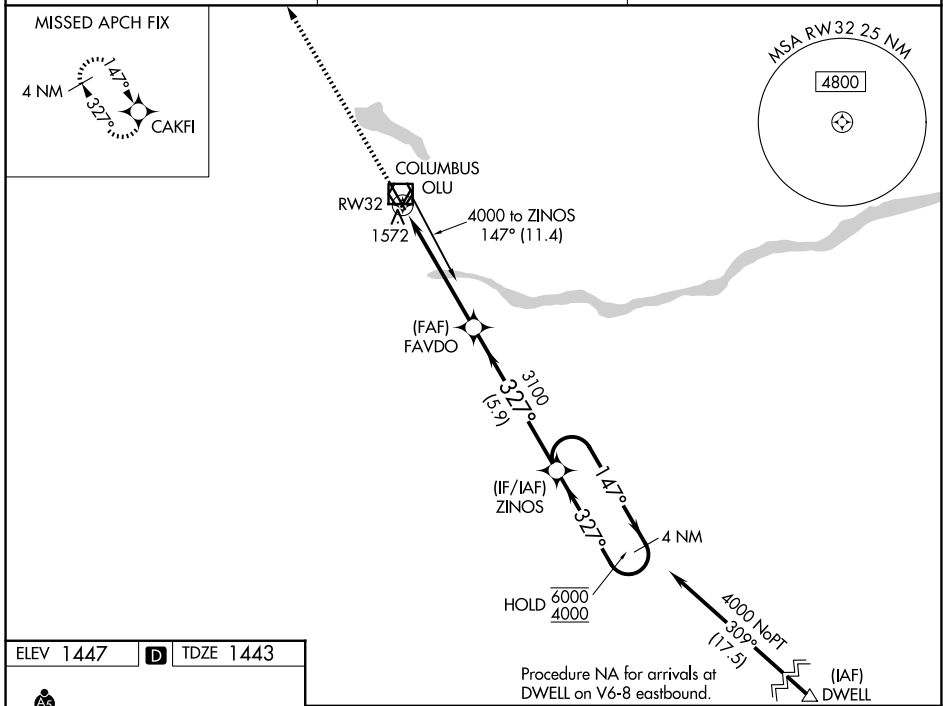 MISSED APCH FIX
4 NM
147°
327°
CAKFI
MSA RW32 25 NM
4800
COLUMBUS
OLU
RW32
1572
4000 to ZINOS
147° (11.4)
(FAF)
FAVDO
3100
327°
(5.9)
(IF/IAF)
ZINOS
147°
327°
4 NM
HOLD 6000
4000
4000 NoPT
309°
(17.5)
(IAF)
DWELL
Procedure NA for arrivals at
DWELL on V6-8 eastbound.
ELEV 1447 D TDZE 1443
A5